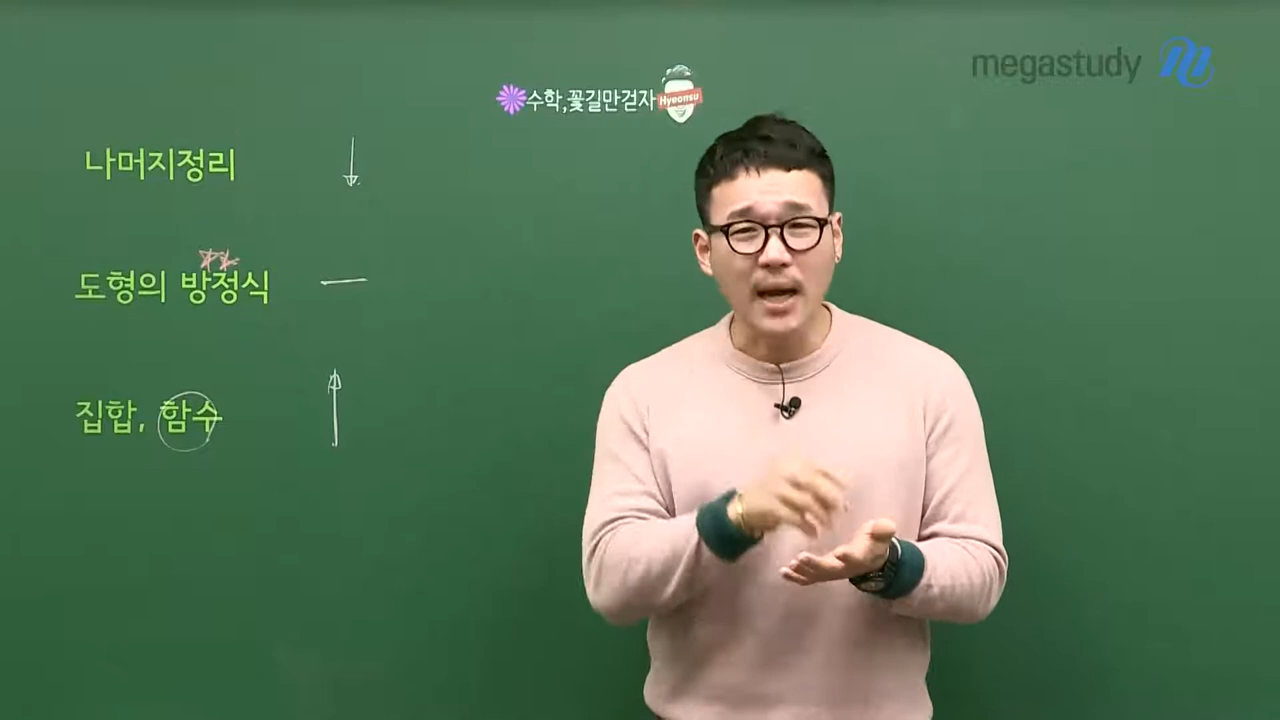 megastudy
수학,꽃길만걷자
Hyeonsu
나머지정리
도형의 방정식
집합, 함수